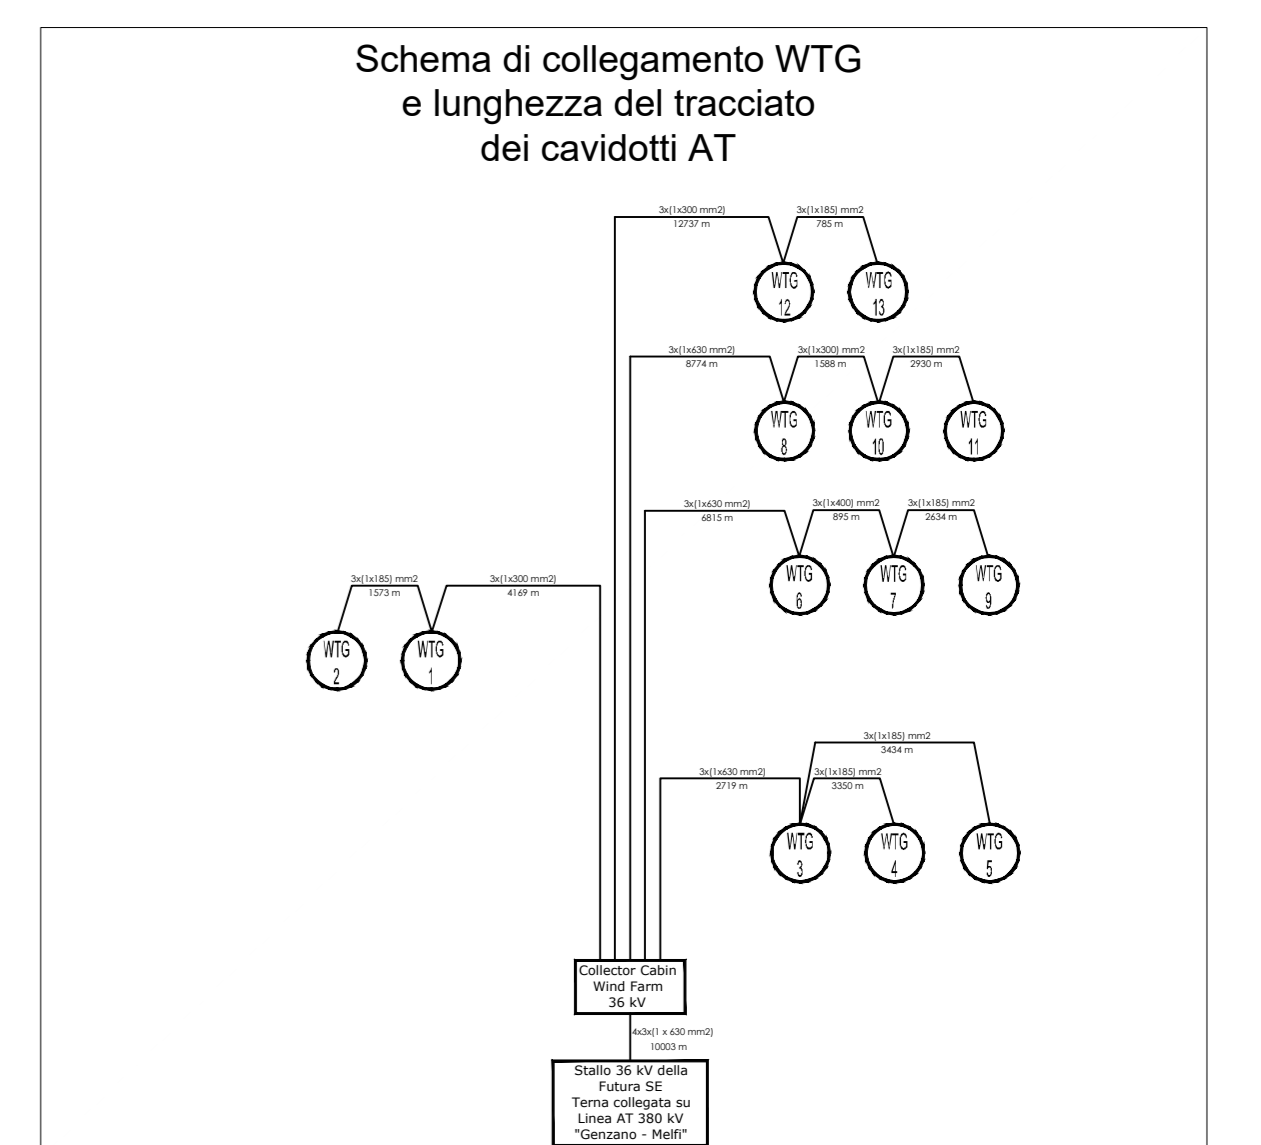 Schema di collegamento WTG
e lunghezza del tracciato
dei cavidotti AT
3x(1x300 mm2)
12737 m
3x(1x185) mm2
785 m
WTG
12
WTG
13
3x(1x630 mm2)
8774 m
3x(1x300) mm2
1588 m
3x(1x185) mm2
2930 m
WTG
8
WTG
10
WTG
11
3x(1x630 mm2)
6815 m
3x(1x400) mm2
895 m
3x(1x185) mm2
2634 m
WTG
6
WTG
7
WTG
9
3x(1x185) mm2
1573 m
3x(1x300 mm2)
4169 m
WTG
2
WTG
1
3x(1x185) mm2
3434 m
3x(1x630 mm2)
2719 m
3x(1x185) mm2
3350 m
WTG
3
WTG
4
WTG
5
Collector Cabin
Wind Farm
36 kV
4x3x(1 x 630 mm2)
10003 m
Stallo 36 kV della
Futura SE
Terna collegata su
Linea AT 380 kV
"Genzano - Melfi"